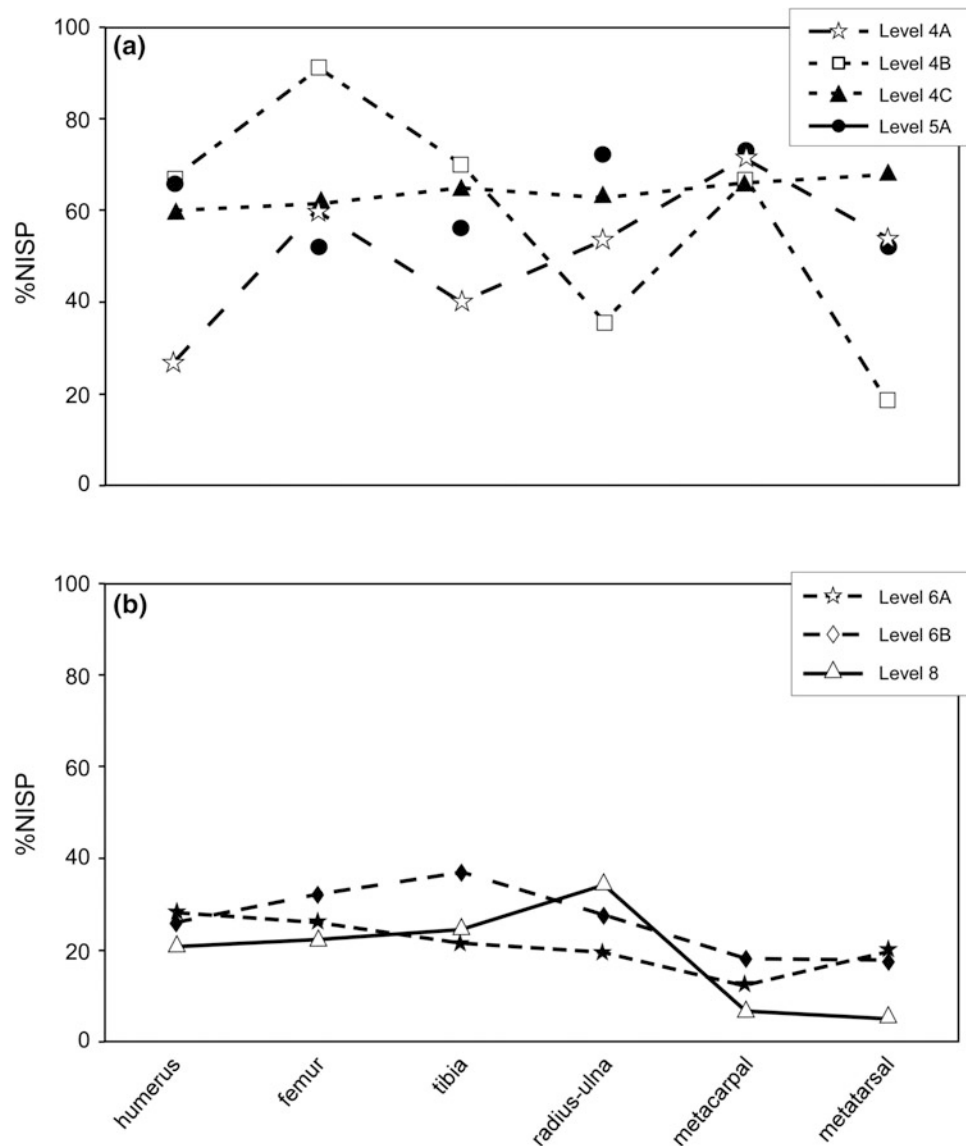 (a)
Level 4A
Level 4B
Level 4C
Level 5A
100
80
60
40
20
0
%NISP
(b)
Level 6A
Level 6B
Level 8
100
80
60
40
20
0
%NISP
humerus
femur
tibia
radius-ulna
metacarpal
metatarsal